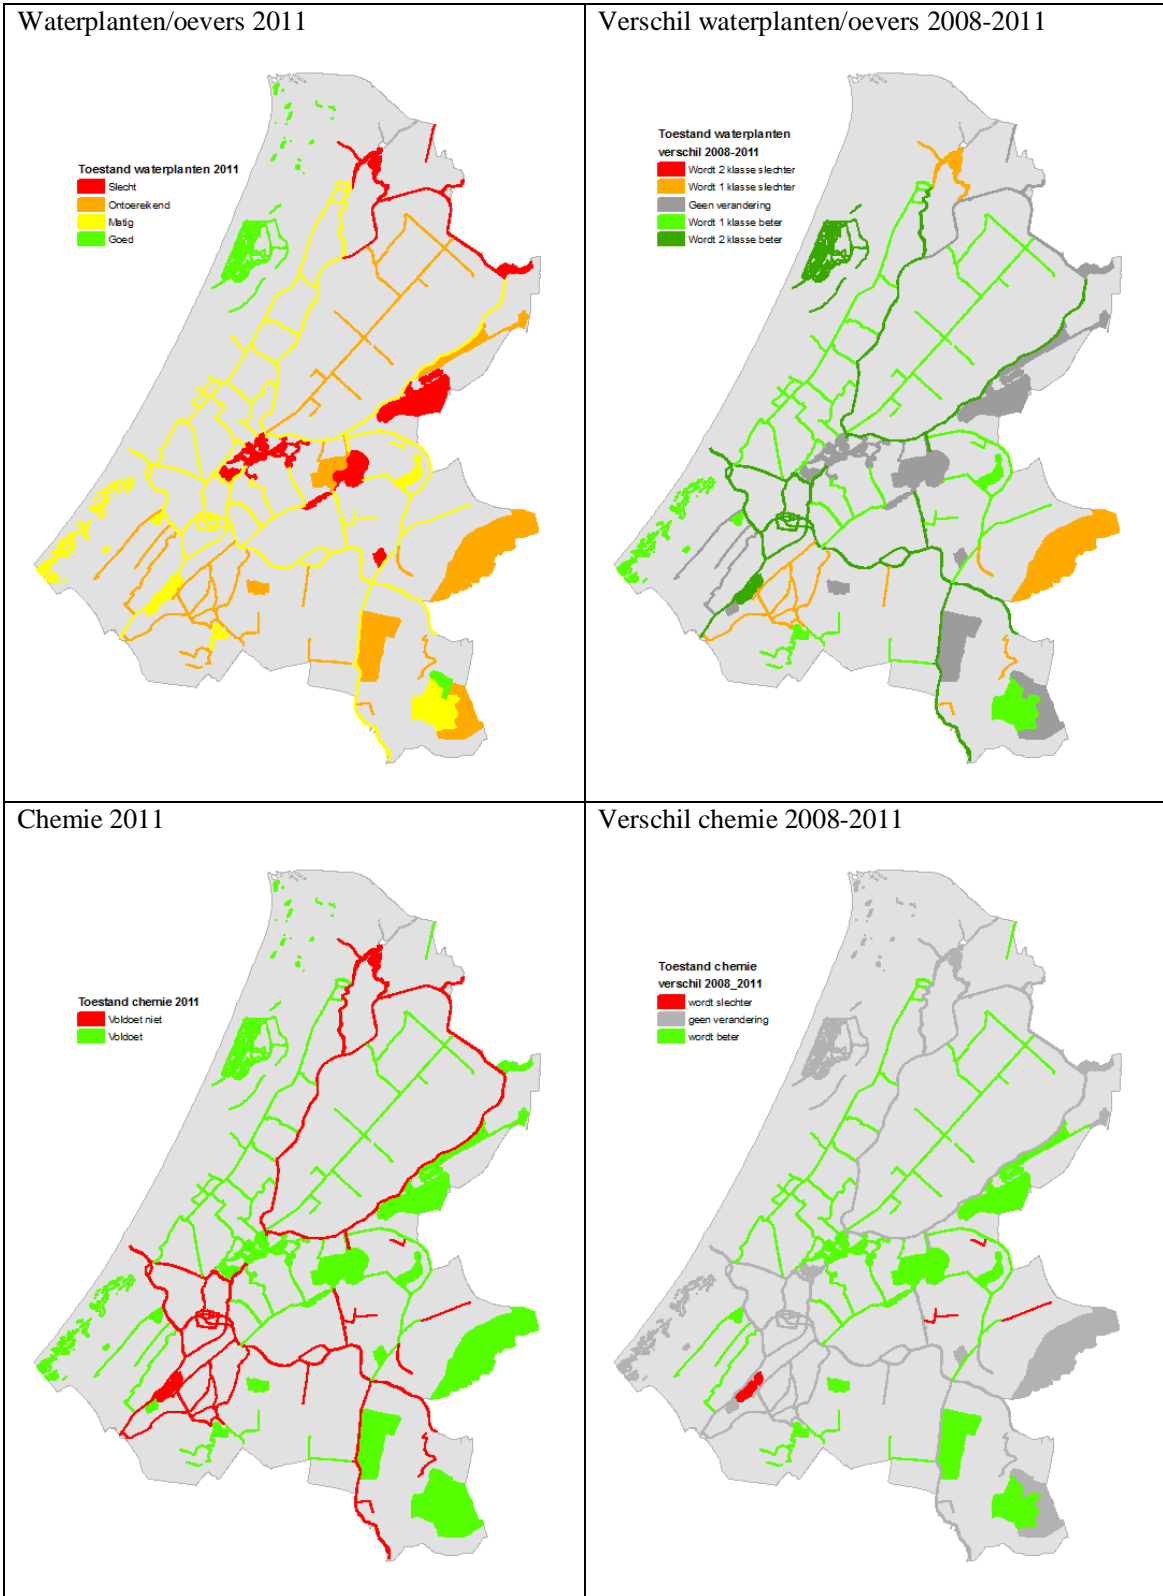 Waterplanten/oevers 2011
Toestand waterplanten 2011
Slecht
Ontoereikend
Matig
Goed
Verschil waterplanten/oevers 2008-2011
Toestand waterplanten
verschil 2008-2011
Wordt 2 klasse slechter
Wordt 1 klasse slechter
Geen verandering
Wordt 1 klasse beter
Wordt 2 klasse beter
Chemie 2011
Toestand chemie 2011
Voldoet niet
Voldoet
Verschil chemie 2008-2011
Toestand chemie
verschil 2008_2011
wordt slechter
geen verandering
wordt beter